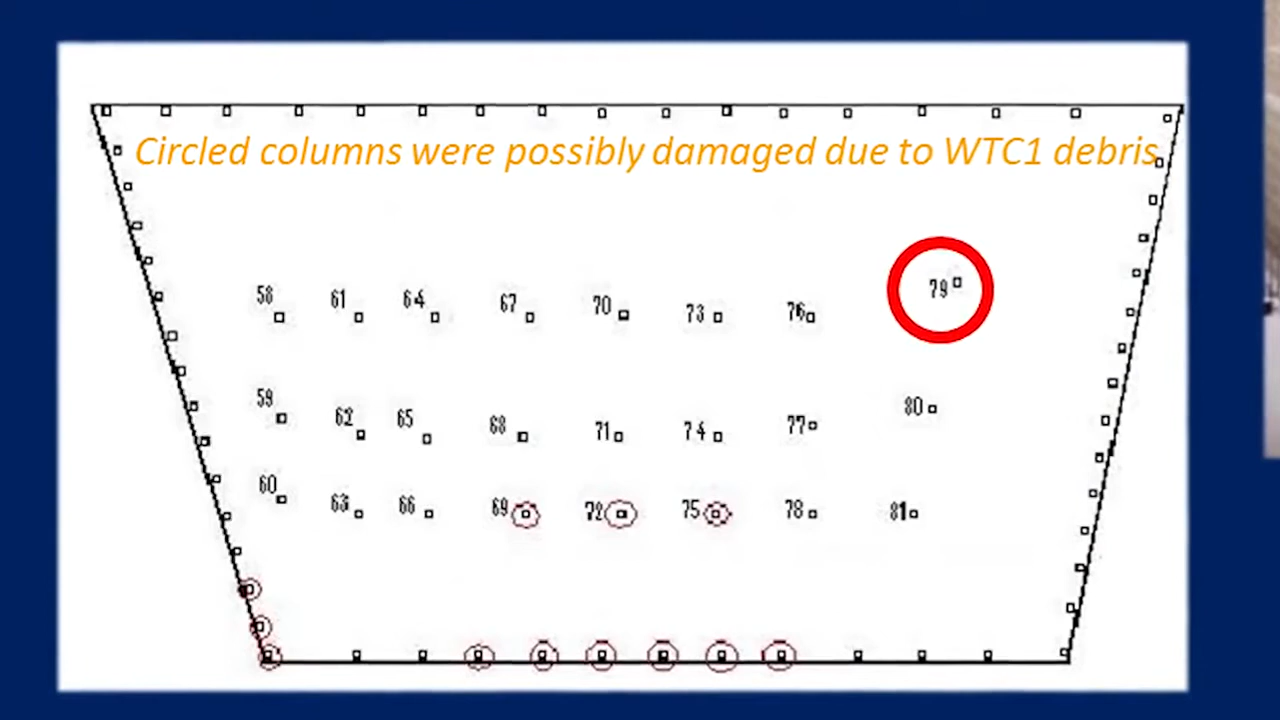 Circled columns were possibly damaged due to WTC1 debris
58 61 64 67 70 73 76 79
59 62 65 68 71 74 77 80
60 63 66 69 72 75 78 81